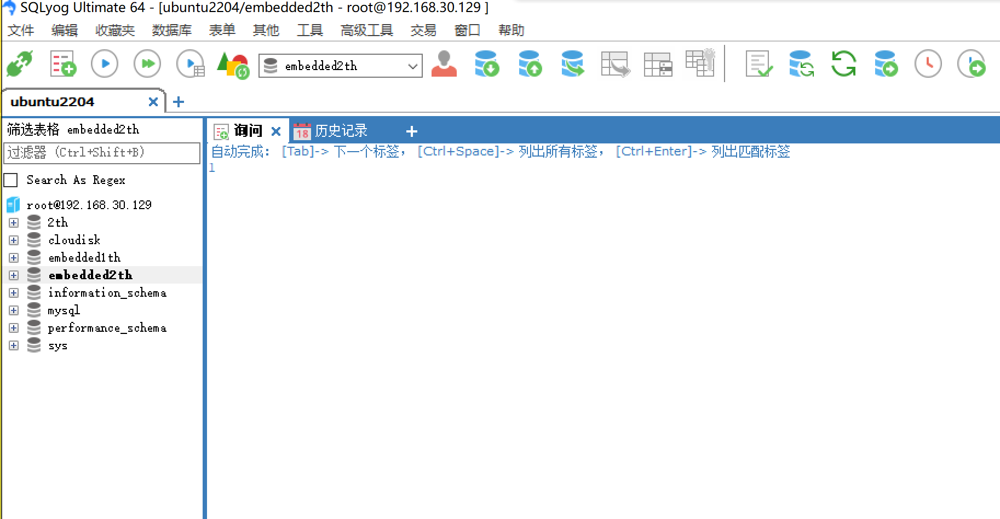 SQLyog Ultimate 64 - [ubuntu2204/embedded2th - root@192.168.30.129 ]
文件 编辑 收藏夹 数据库 表单 其他 工具 高级工具 交易 窗口 帮助
embedded2th
ubuntu2204
筛选表格 embedded2th
过滤器 (Ctrl+Shift+B)
Search As Regex
root@192.168.30.129
2th
cloudisk
embedded1th
embedded2th
information_schema
mysql
performance_schema
sys
询问 18 历史记录
自动完成： [Tab]-> 下一个标签， [Ctrl+Space]-> 列出所有标签， [Ctrl+Enter]-> 列出匹配标签
1